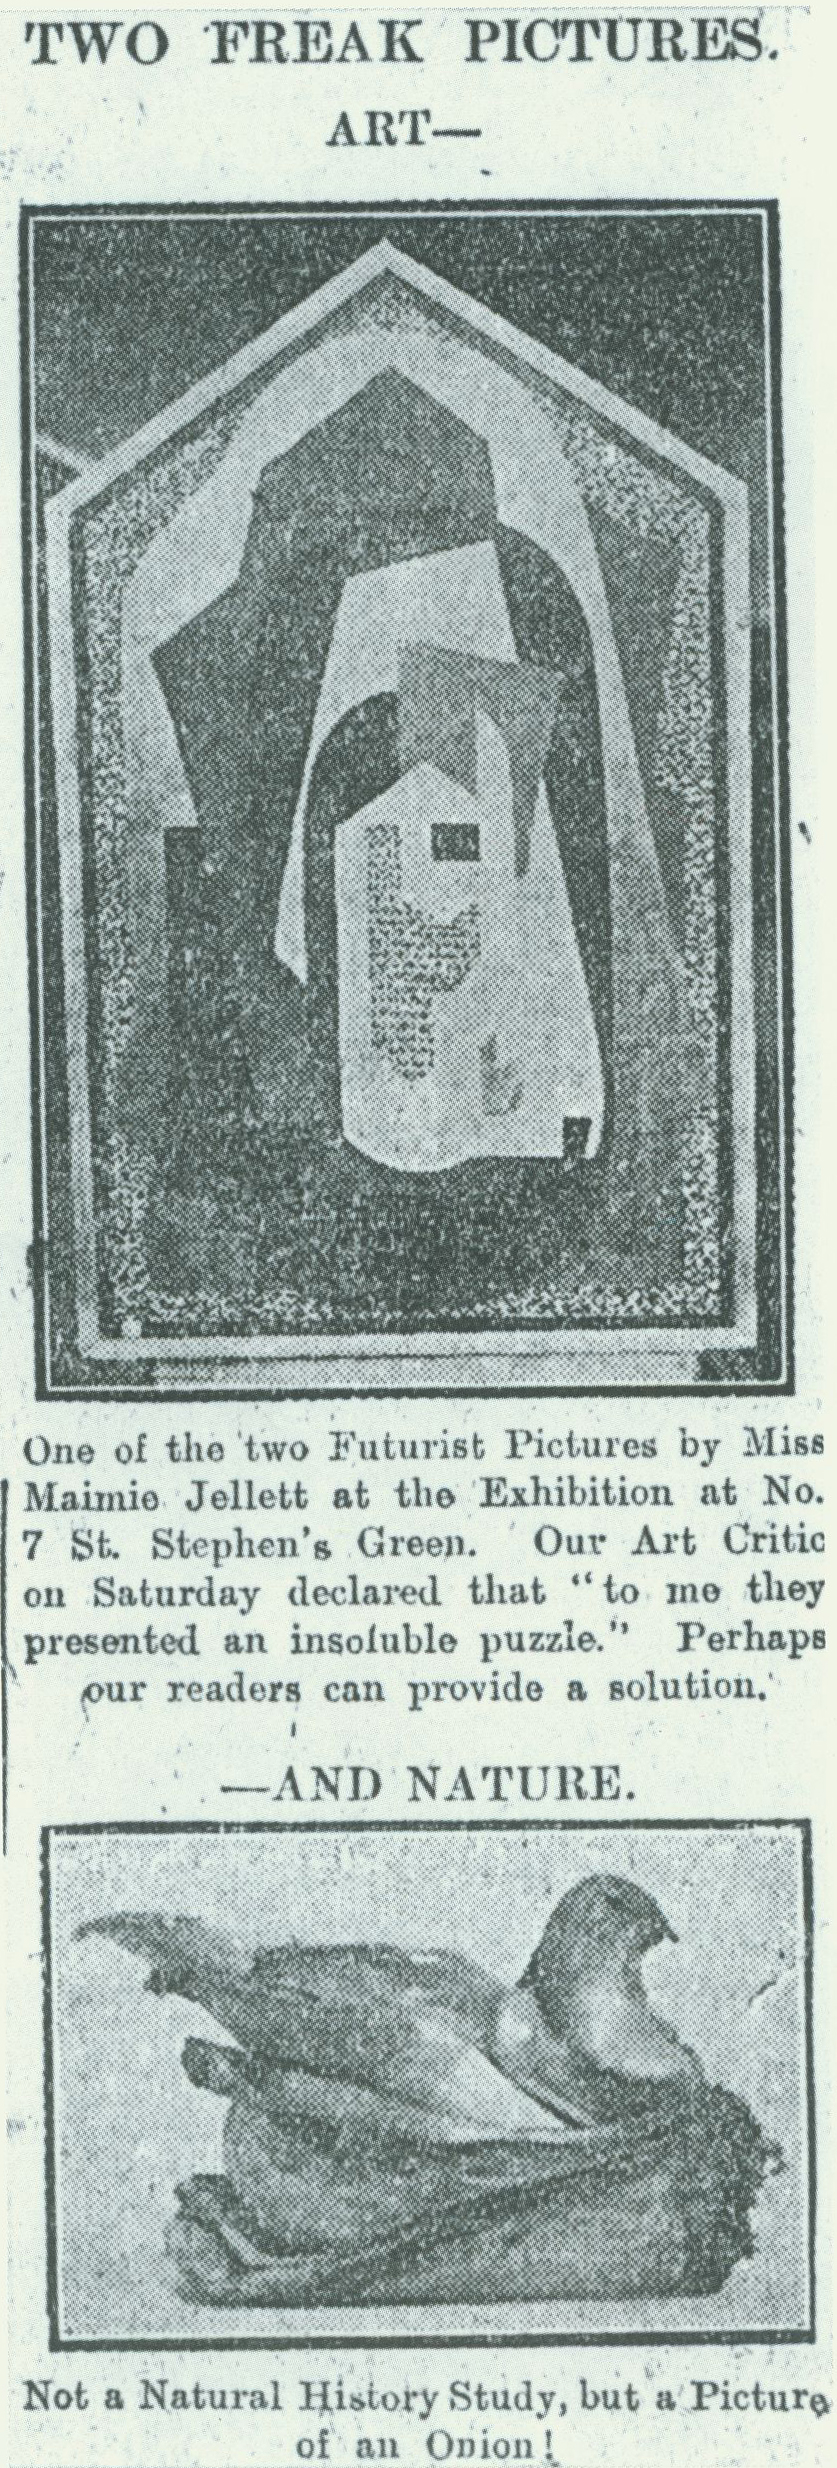 TWO FREAK PICTURES.
ART—
One of the two Futurist Pictures by Miss
Maimie Jellett at the Exhibition at No.
7 St. Stephen's Green. Our Art Critic
on Saturday declared that "to me they
presented an insoluble puzzle." Perhaps
our readers can provide a solution.
—AND NATURE.
Not a Natural History Study, but a Picture
of an Onion!